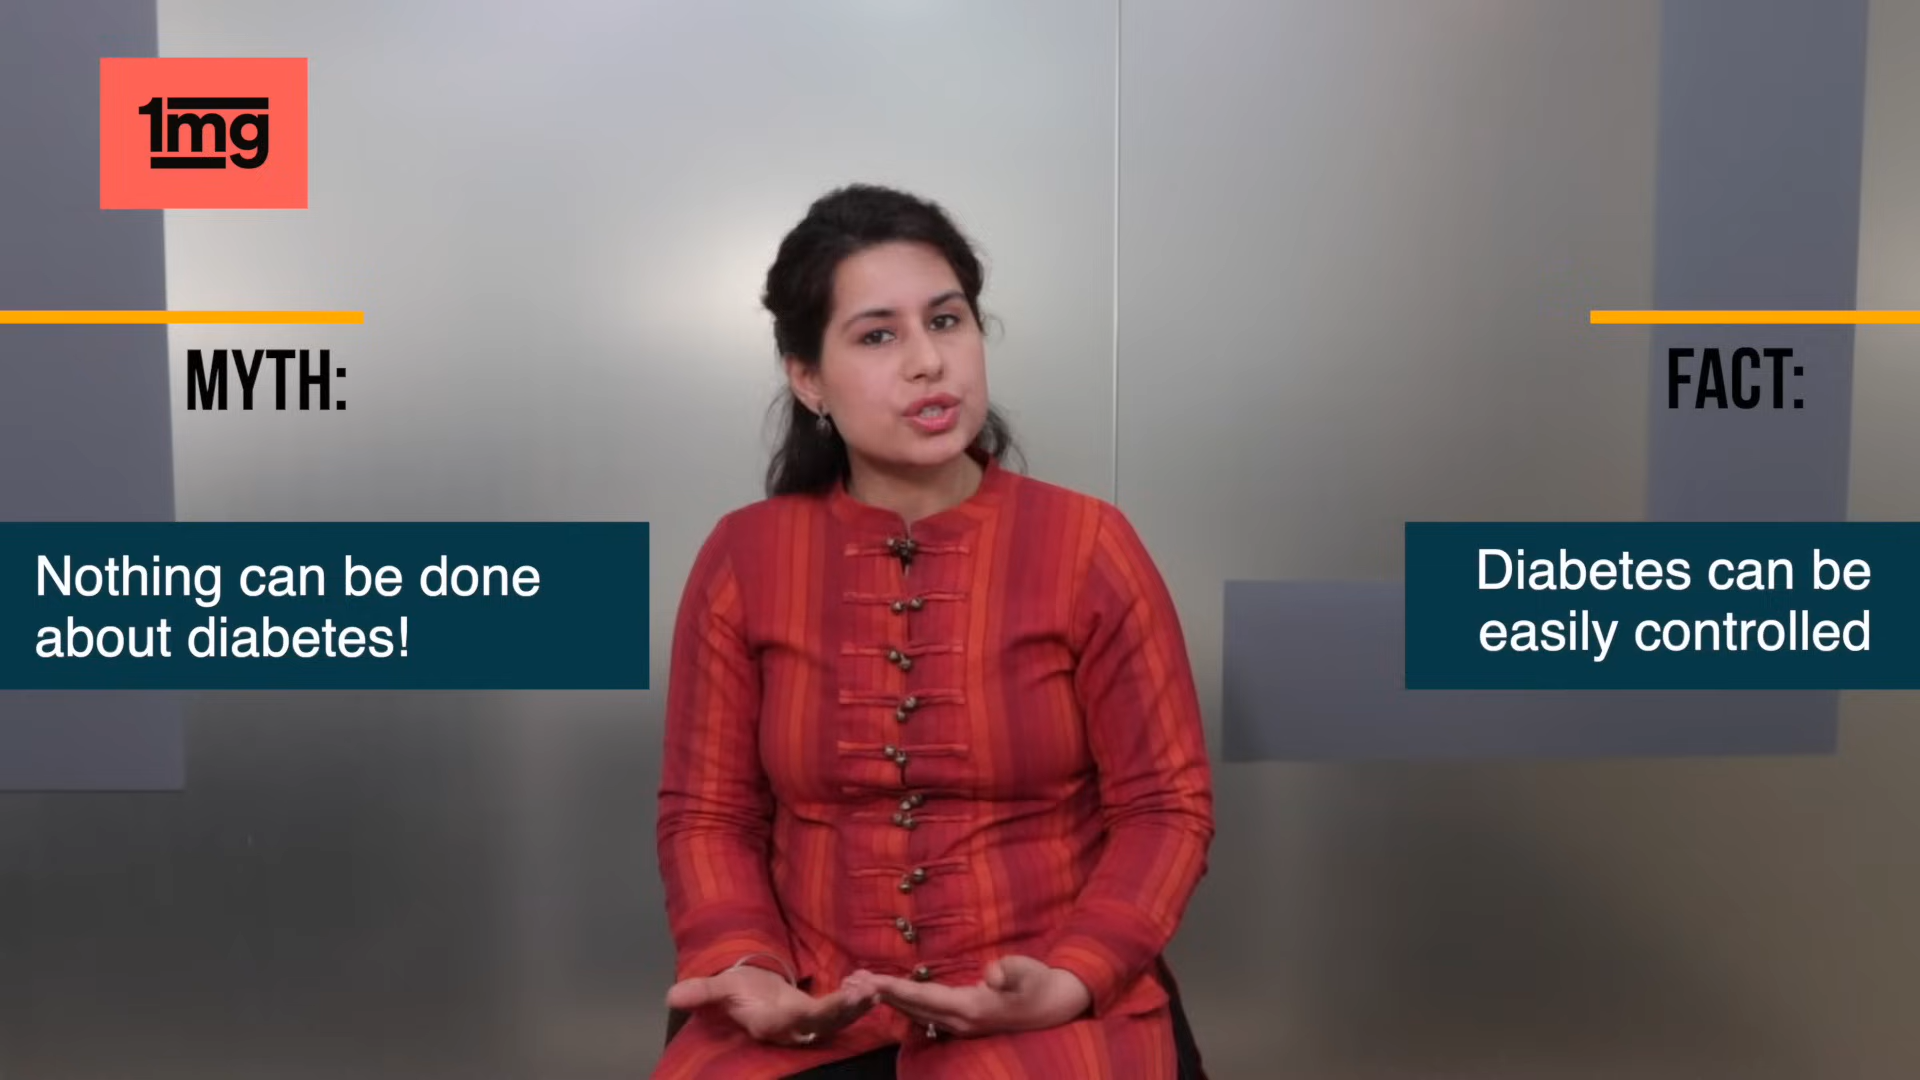 1mg
MYTH:
Nothing can be done
about diabetes!
FACT:
Diabetes can be
easily controlled